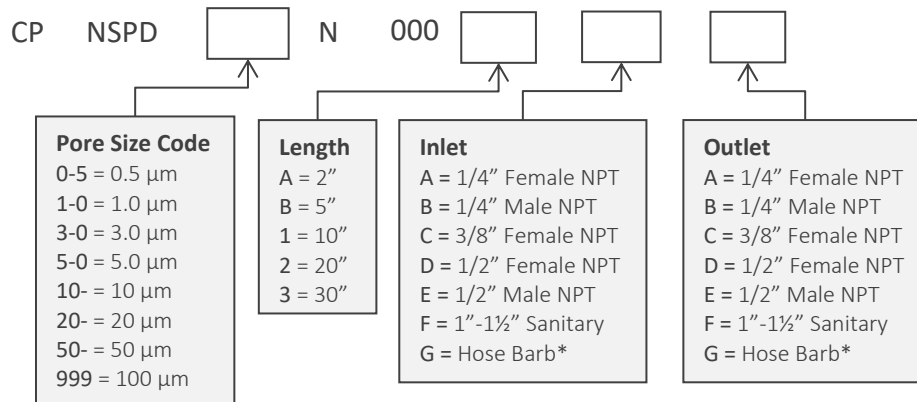 CP NSPD N 000
Pore Size Code
0-5 = 0.5 μm
1-0 = 1.0 μm
3-0 = 3.0 μm
5-0 = 5.0 μm
10- = 10 μm
20- = 20 μm
50- = 50 μm
999 = 100 μm
Length
A = 2”
B = 5”
1 = 10”
2 = 20”
3 = 30”
Inlet
A = 1/4” Female NPT
B = 1/4” Male NPT
C = 3/8” Female NPT
D = 1/2” Female NPT
E = 1/2” Male NPT
F = 1”-1½” Sanitary
G = Hose Barb*
Outlet
A = 1/4” Female NPT
B = 1/4” Male NPT
C = 3/8” Female NPT
D = 1/2” Female NPT
E = 1/2” Male NPT
F = 1”-1½” Sanitary
G = Hose Barb*